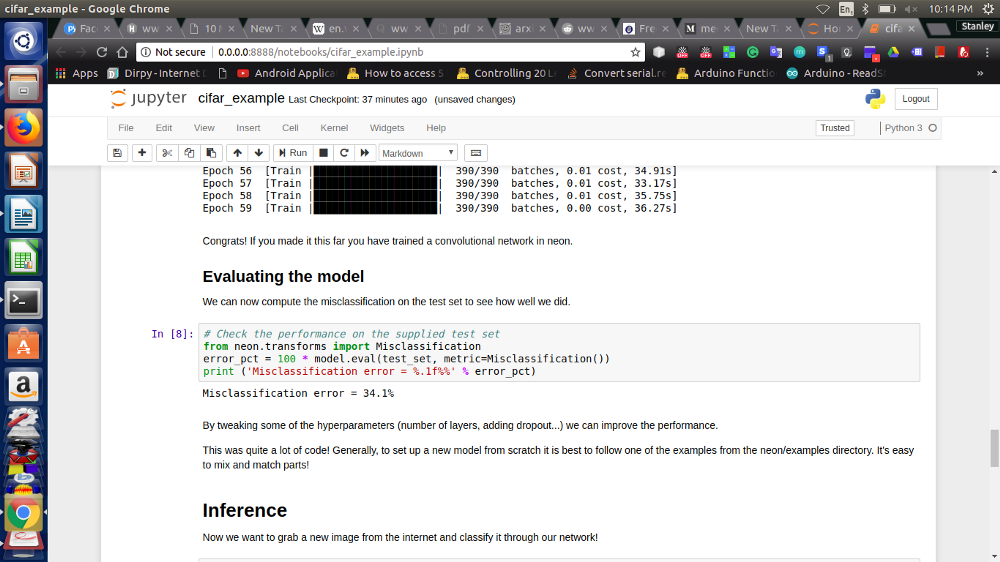 cifar_example - Google Chrome
En
10:14 PM
Fac
ww
10 M
New T
en.
ww
pdf
arx
ww
Fre
me
New Ta
Ho
cifa
Stanley
Not secure
0.0.0.0:8888/notebooks/cifar_example.ipynb
Apps
Dirpy - Internet D
Android Applica
How to access S
Controlling 20 L
Convert serial.re
Arduino Functio
Arduino - ReadS
»
jupyter
cifar_example Last Checkpoint: 37 minutes ago (unsaved changes)
Logout
File Edit View Insert Cell Kernel Widgets Help
Trusted
Python 3
Run
Markdown
Epoch 56 [Train | | 390/390 batches, 0.01 cost, 34.91s]
Epoch 57 [Train | | 390/390 batches, 0.01 cost, 33.17s]
Epoch 58 [Train | | 390/390 batches, 0.01 cost, 35.75s]
Epoch 59 [Train | | 390/390 batches, 0.00 cost, 36.27s]
Congrats! If you made it this far you have trained a convolutional network in neon.
Evaluating the model
We can now compute the misclassification on the test set to see how well we did.
In [8]: # Check the performance on the supplied test set
from neon.transforms import Misclassification
error_pct = 100 * model.eval(test_set, metric=Misclassification())
print ('Misclassification error = %.1f%%' % error_pct)
Misclassification error = 34.1%
By tweaking some of the hyperparameters (number of layers, adding dropout...) we can improve the performance.
This was quite a lot of code! Generally, to set up a new model from scratch it is best to follow one of the examples from the neon/examples directory. It's easy
to mix and match parts!
Inference
Now we want to grab a new image from the internet and classify it through our network!